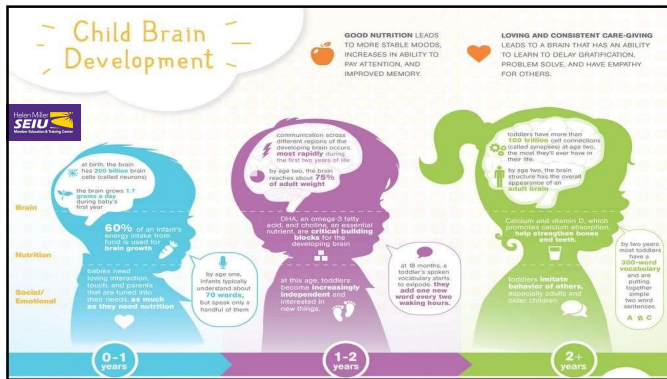 Child Brain
Development
GOOD NUTRITION LEADS
TO MORE STABLE MOODS,
INCREASES IN ABILITY TO
PAY ATTENTION, AND
IMPROVED MEMORY.
LOVING AND CONSISTENT CARE-GIVING
LEADS TO A BRAIN THAT HAS AN ABILITY
TO LEARN TO DELAY GRATIFICATION,
PROBLEM SOLVE, AND HAVE EMPATHY
FOR OTHERS.
Helen Miller
SEIU
Member Education & Training Center
Brain
Nutrition
Social/
Emotional
at birth, the brain
has 200 billion brain
cells (called neurons)
the brain grows 1.7
grams a day
during baby's
first year
60% of an infant's
energy intake from
food is used for
brain growth
babies need
loving interaction,
touch, and parents
that are tuned into
their needs, as much
as they need nutrition
by age one,
infants typically
understand about
70 words,
but speak only a
handful of them
0-1
years
communication across
different regions of the
developing brain occurs
most rapidly during
the first two years of life
by age two, the brain
reaches about 75%
of adult weight
DHA, an omega-3 fatty
acid, and choline, an essential
nutrient, are critical building
blocks for the
developing brain
at this age, toddlers
become increasingly
independent and
interested in
new things.
at 18 months, a
toddler's spoken
vocabulary starts
to explode. they
add one new
word every two
waking hours.
1-2
years
toddlers have more than
100 trillion cell connections
(called synapses) at age two,
the most they'll ever have in
their life.
by age two, the brain
structure has the overall
appearance of an
adult brain
Calcium and vitamin D, which
promotes calcium absorption,
help strengthen bones
and teeth.
toddlers imitate
behavior of others,
especially adults and
older children
by two years
most toddlers
have a
300-word
vocabulary
and are
putting
together
simple
two word
sentences.
A B C
2+
years